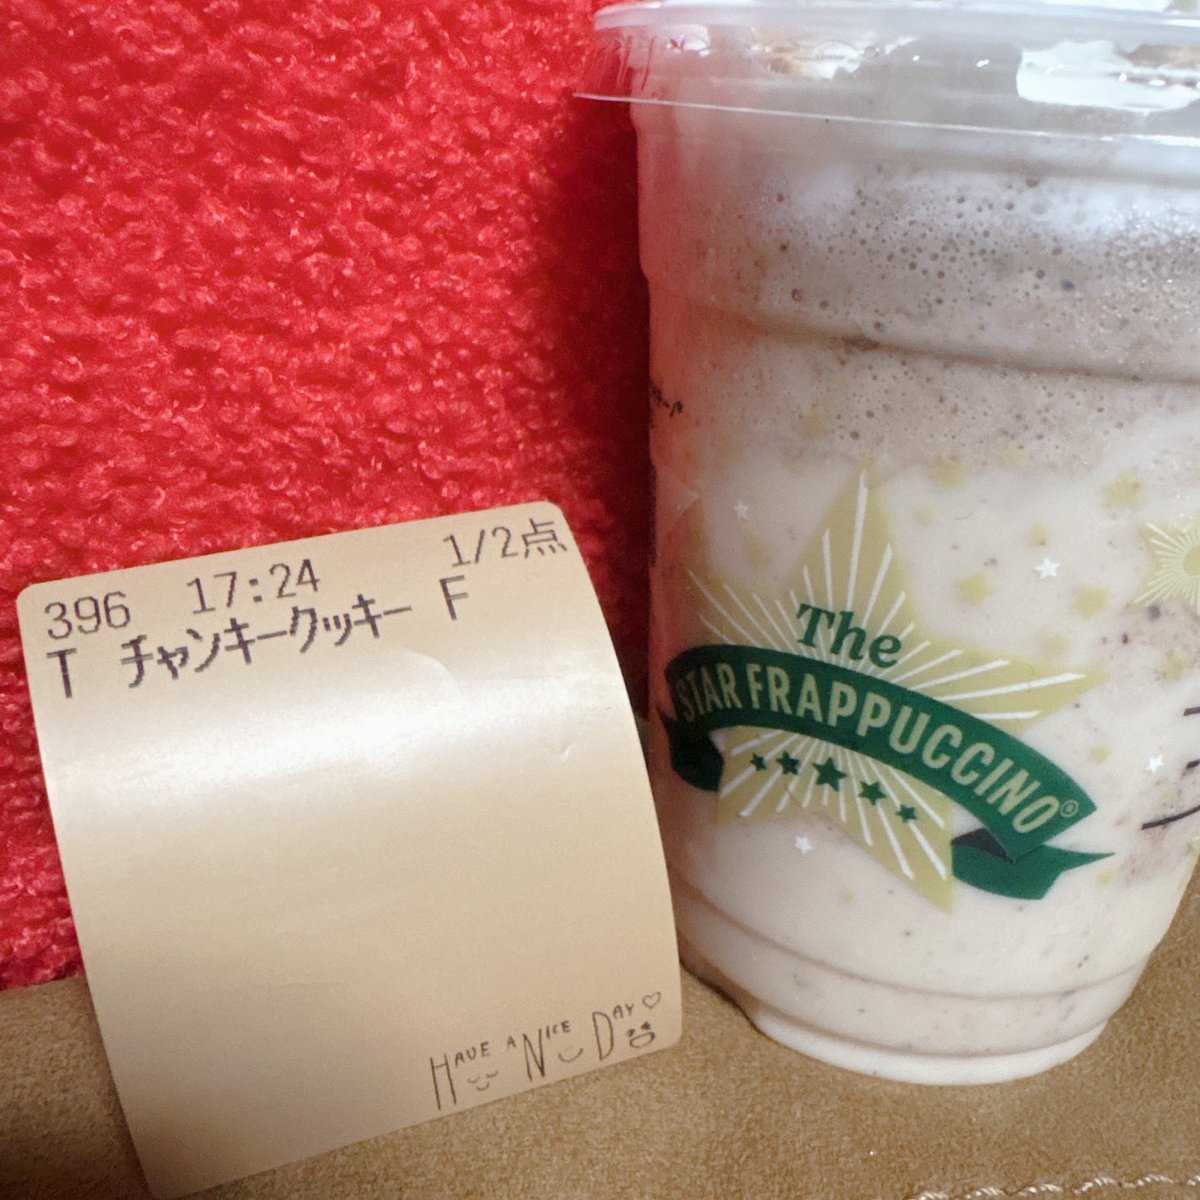 396 17:24 1/2点
T チャンキークッキー F
HAVE A NICE DAY♡
The
STAR FRAPPUCCINO®